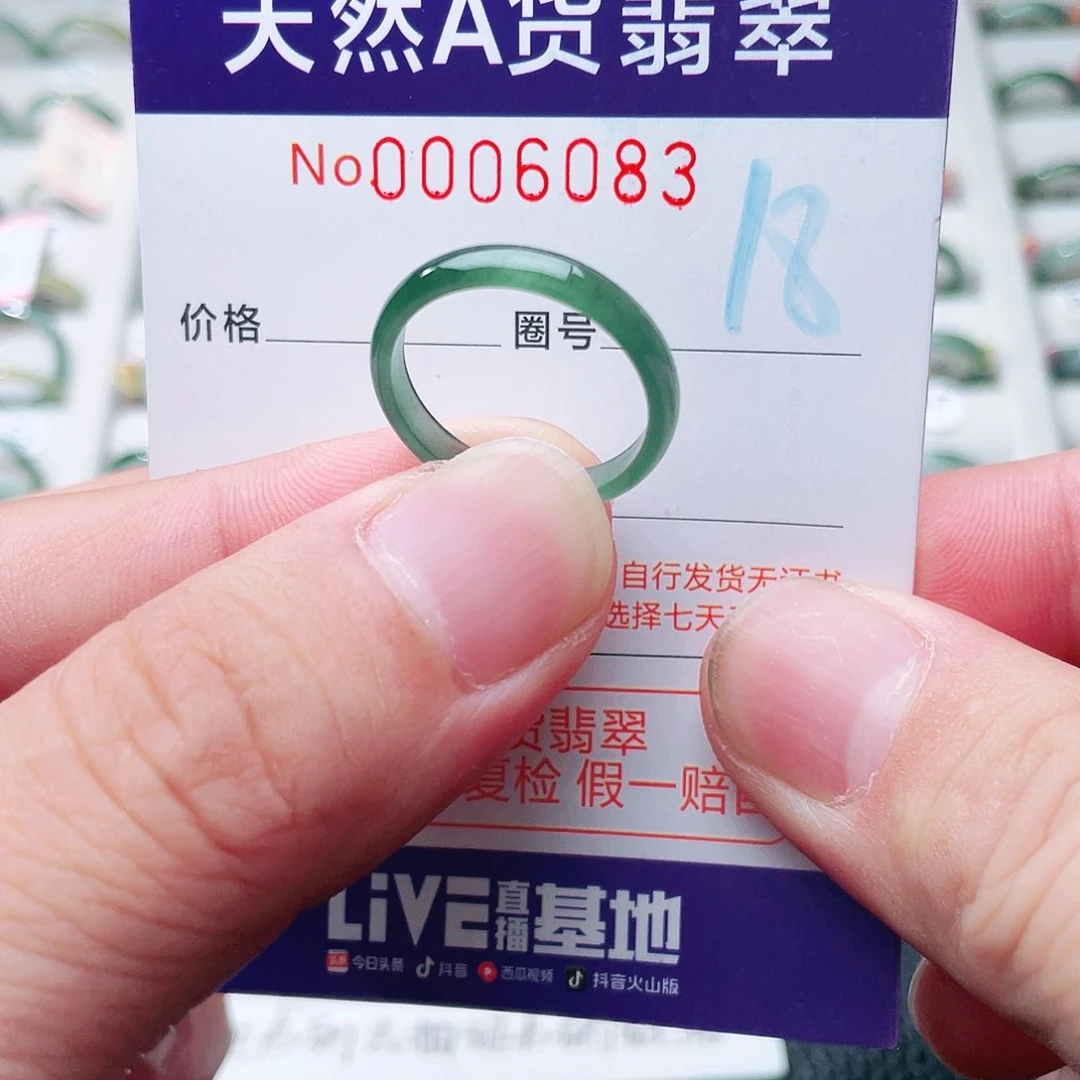 天然A货翡翠
No.0006083
18
价格 圈号
自行发货无证书
选择七天
货翡翠
复检 假一赔
LiVE直播基地
今日头条 抖音 西瓜视频 抖音火山版